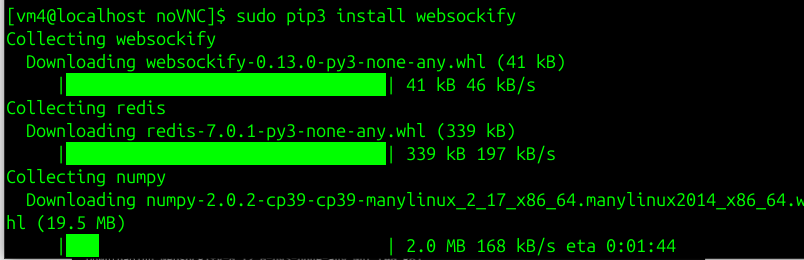 [vm4@localhost noVNC]$ sudo pip3 install websockify
Collecting websockify
  Downloading websockify-0.13.0-py3-none-any.whl (41 kB)
     |████████████████████████████████| 41 kB 46 kB/s
Collecting redis
  Downloading redis-7.0.1-py3-none-any.whl (339 kB)
     |████████████████████████████████| 339 kB 197 kB/s
Collecting numpy
  Downloading numpy-2.0.2-cp39-cp39-manylinux_2_17_x86_64.manylinux2014_x86_64.w
hl (19.5 MB)
     |███▎                            | 2.0 MB 168 kB/s eta 0:01:44